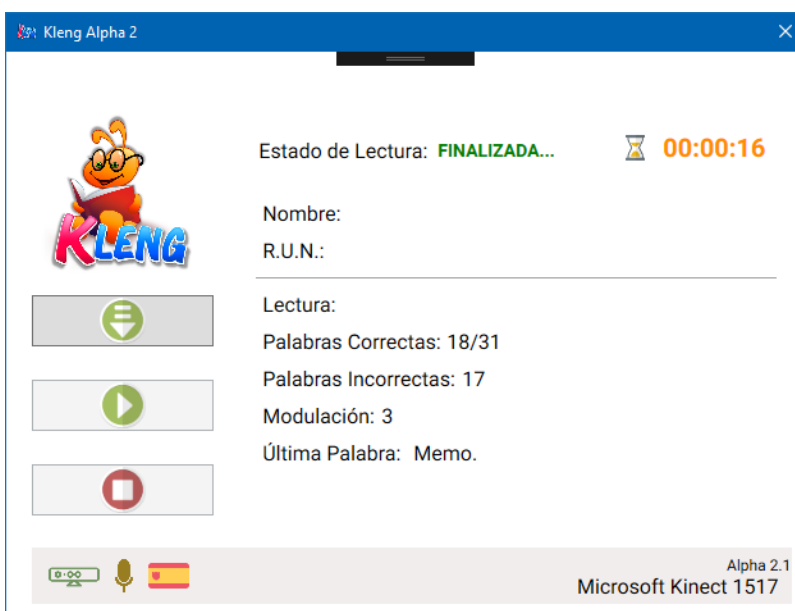 Kleng Alpha 2
Estado de Lectura: FINALIZADA... 00:00:16
KLENG
Nombre:
R.U.N.:
Lectura:
Palabras Correctas: 18/31
Palabras Incorrectas: 17
Modulación: 3
Última Palabra: Memo.
Alpha 2.1
Microsoft Kinect 1517